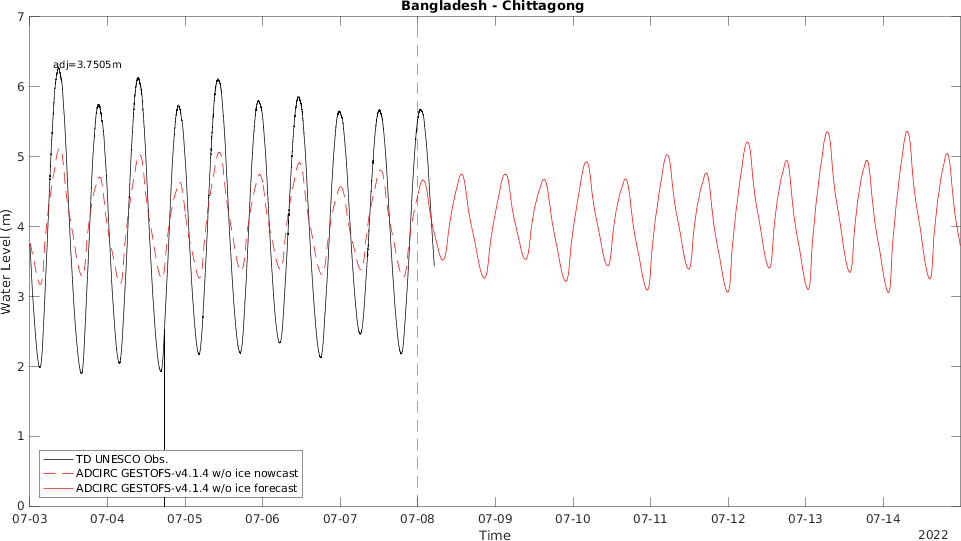 Bangladesh - Chittagong
7
6
5
4
3
2
1
0
Water Level (m)
adj=3.7505m
TD UNESCO Obs.
ADCIRC GESTOFS-v4.1.4 w/o ice nowcast
ADCIRC GESTOFS-v4.1.4 w/o ice forecast
07-03 07-04 07-05 07-06 07-07 07-08 07-09 07-10 07-11 07-12 07-13 07-14
Time
2022